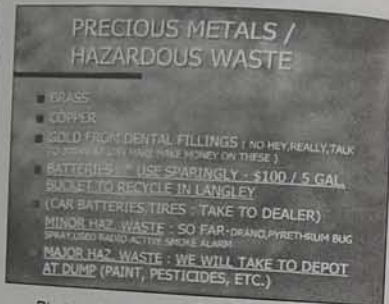 PRECIOUS METALS /
HAZARDOUS WASTE
BRASS
COPPER
GOLD FROM DENTAL FILLINGS ( NO HEY,REALLY,TALK
MAKE MONEY ON THESE )
BATTERIES : " USE SPARINGLY - $100 / 5 GAL.
BUCKET TO RECYCLE IN LANGLEY
(CAR BATTERIES,TIRES : TAKE TO DEALER)
MINOR HAZ. WASTE : SO FAR- ,PYRETHRIUM BUG
SPRAY,USED RADIO ACTIVE SMOKE ALARM
MAJOR HAZ. WASTE : WE WILL TAKE TO DEPOT
AT DUMP (PAINT, PESTICIDES, ETC.)